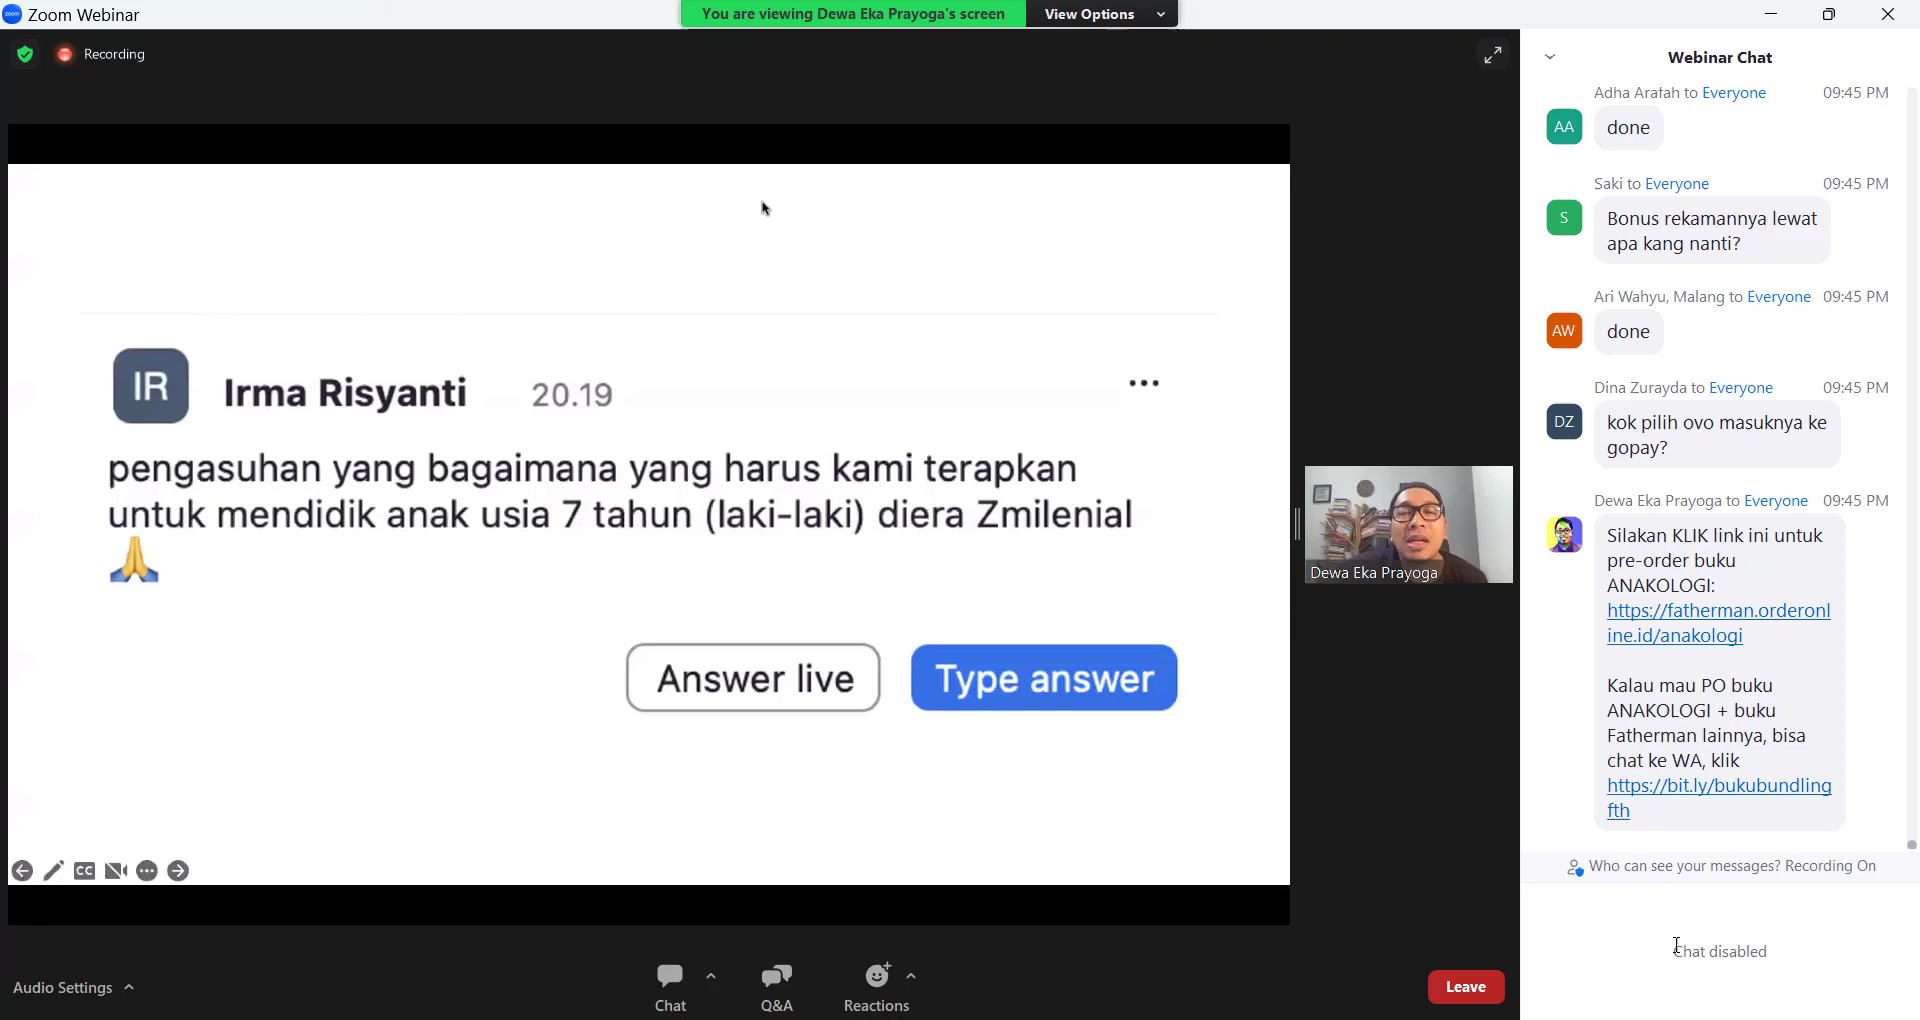 zoom Zoom Webinar
You are viewing Dewa Eka Prayoga's screen
View Options
Recording
IR
Irma Risyanti 20.19
pengasuhan yang bagaimana yang harus kami terapkan
untuk mendidik anak usia 7 tahun (laki-laki) diera Zmilenial
🙏
Answer live
Type answer
CC
Dewa Eka Prayoga
Audio Settings
Chat
Q&A
Reactions
Leave
Webinar Chat
Adha Arafah to Everyone 09:45 PM
AA
done
Saki to Everyone 09:45 PM
S
Bonus rekamannya lewat
apa kang nanti?
Ari Wahyu, Malang to Everyone 09:45 PM
AW
done
Dina Zurayda to Everyone 09:45 PM
DZ
kok pilih ovo masuknya ke
gopay?
Dewa Eka Prayoga to Everyone 09:45 PM
Silakan KLIK link ini untuk
pre-order buku
ANAKOLOGI:
https://fatherman.orderonl
ine.id/anakologi
Kalau mau PO buku
ANAKOLOGI + buku
Fatherman lainnya, bisa
chat ke WA, klik
https://bit.ly/bukubundling
fth
Who can see your messages? Recording On
Chat disabled